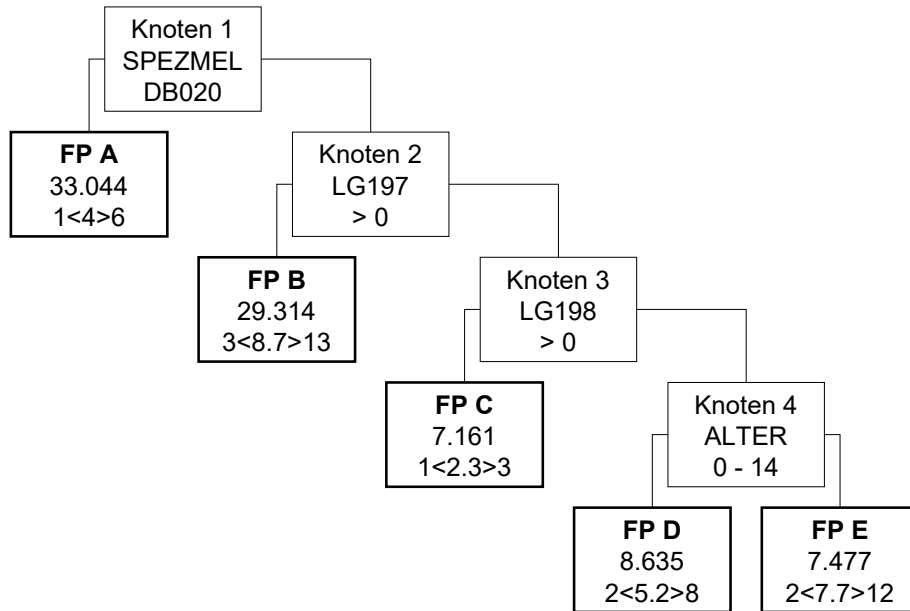 Knoten 1
SPEZMEL
DB020
FP A
33.044
1<4>6
Knoten 2
LG197
> 0
FP B
29.314
3<8.7>13
Knoten 3
LG198
> 0
FP C
7.161
1<2.3>3
Knoten 4
ALTER
0 - 14
FP D
8.635
2<5.2>8
FP E
7.477
2<7.7>12